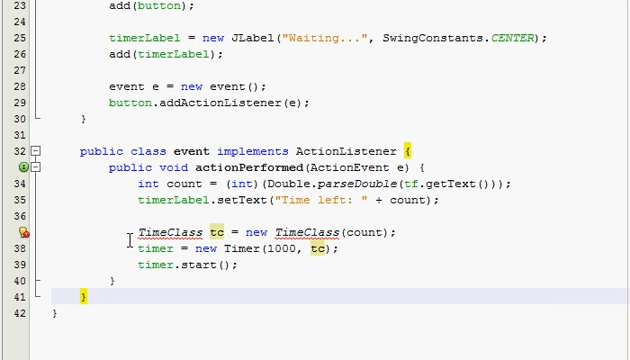 23 add(button);
24
25 timerLabel = new JLabel("Waiting...", SwingConstants.CENTER);
26 add(timerLabel);
27
28 event e = new event();
29 button.addActionListener(e);
30 }
31
32 public class event implements ActionListener {
public void actionPerformed(ActionEvent e) {
34 int count = (int)(Double.parseDouble(tf.getText()));
35 timerLabel.setText("Time left: " + count);
36
TimeClass tc = new TimeClass(count);
38 timer = new Timer(1000, tc);
39 timer.start();
40 }
41 }
42 }